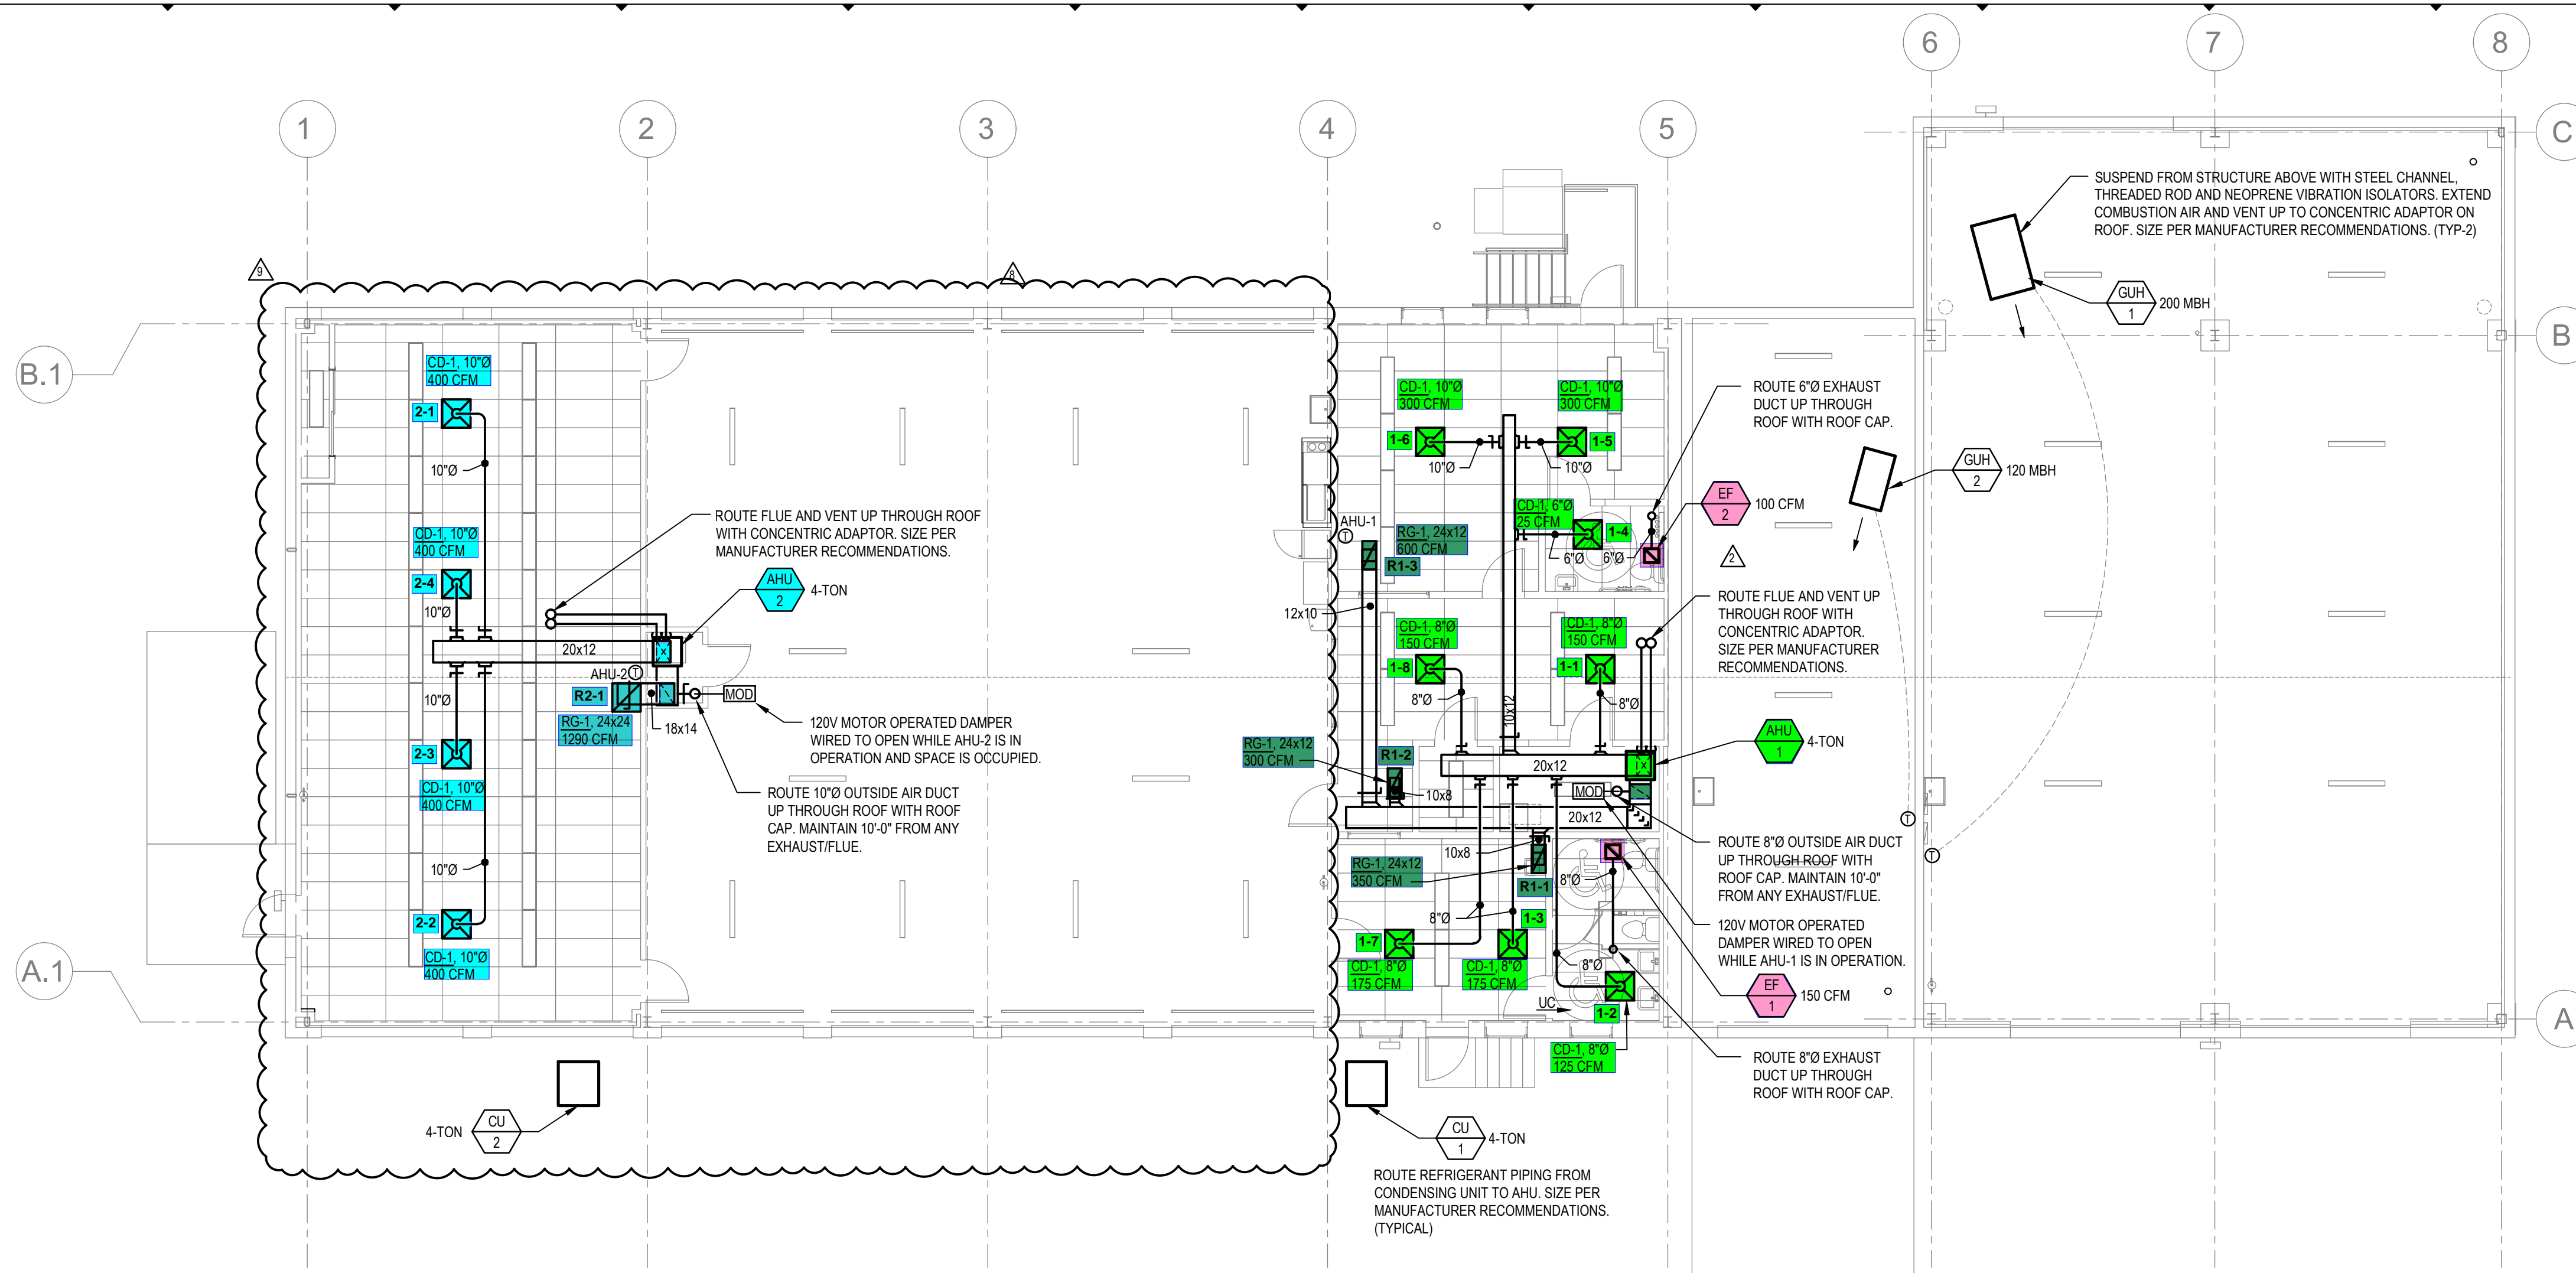 1
2
3
4
5
6
7
8
C
B
A
B.1
A.1
9
8
2
CD-1, 10"Ø
400 CFM
2-1
10"Ø
CD-1, 10"Ø
400 CFM
2-4
10"Ø
20x12
10"Ø
2-3
CD-1, 10"Ø
400 CFM
10"Ø
2-2
CD-1, 10"Ø
400 CFM
ROUTE FLUE AND VENT UP THROUGH ROOF
WITH CONCENTRIC ADAPTOR. SIZE PER
MANUFACTURER RECOMMENDATIONS.
AHU
2
4-TON
AHU-2
T
R2-1
RG-1, 24x24
1290 CFM
18x14
MOD
120V MOTOR OPERATED DAMPER
WIRED TO OPEN WHILE AHU-2 IS IN
OPERATION AND SPACE IS OCCUPIED.
ROUTE 10"Ø OUTSIDE AIR DUCT
UP THROUGH ROOF WITH ROOF
CAP. MAINTAIN 10'-0" FROM ANY
EXHAUST/FLUE.
4-TON
CU
2
CD-1, 10"Ø
300 CFM
CD-1, 10"Ø
300 CFM
1-6
1-5
10"Ø
10"Ø
AHU-1
T
RG-1, 24x12
600 CFM
R1-3
CD-1, 6"Ø
25 CFM
1-4
6"Ø
6"Ø
12x10
CD-1, 8"Ø
150 CFM
CD-1, 8"Ø
150 CFM
1-8
1-1
8"Ø
8"Ø
10x12
RG-1, 24x12
300 CFM
R1-2
10x8
20x12
MOD
20x12
10x8
RG-1, 24x12
350 CFM
R1-1
8"Ø
8"Ø
1-3
1-7
CD-1, 8"Ø
175 CFM
CD-1, 8"Ø
175 CFM
8"Ø
UC
1-2
CD-1, 8"Ø
125 CFM
CU
1
4-TON
ROUTE REFRIGERANT PIPING FROM
CONDENSING UNIT TO AHU. SIZE PER
MANUFACTURER RECOMMENDATIONS.
(TYPICAL)
ROUTE 6"Ø EXHAUST
DUCT UP THROUGH
ROOF WITH ROOF CAP.
EF
2
100 CFM
ROUTE FLUE AND VENT UP
THROUGH ROOF WITH
CONCENTRIC ADAPTOR.
SIZE PER MANUFACTURER
RECOMMENDATIONS.
AHU
1
4-TON
ROUTE 8"Ø OUTSIDE AIR DUCT
UP THROUGH ROOF WITH
ROOF CAP. MAINTAIN 10'-0"
FROM ANY EXHAUST/FLUE.
120V MOTOR OPERATED
DAMPER WIRED TO OPEN
WHILE AHU-1 IS IN OPERATION.
EF
1
150 CFM
ROUTE 8"Ø EXHAUST
DUCT UP THROUGH
ROOF WITH ROOF CAP.
SUSPEND FROM STRUCTURE ABOVE WITH STEEL CHANNEL,
THREADED ROD AND NEOPRENE VIBRATION ISOLATORS. EXTEND
COMBUSTION AIR AND VENT UP TO CONCENTRIC ADAPTOR ON
ROOF. SIZE PER MANUFACTURER RECOMMENDATIONS. (TYP-2)
GUH
1
200 MBH
GUH
2
120 MBH
T
T